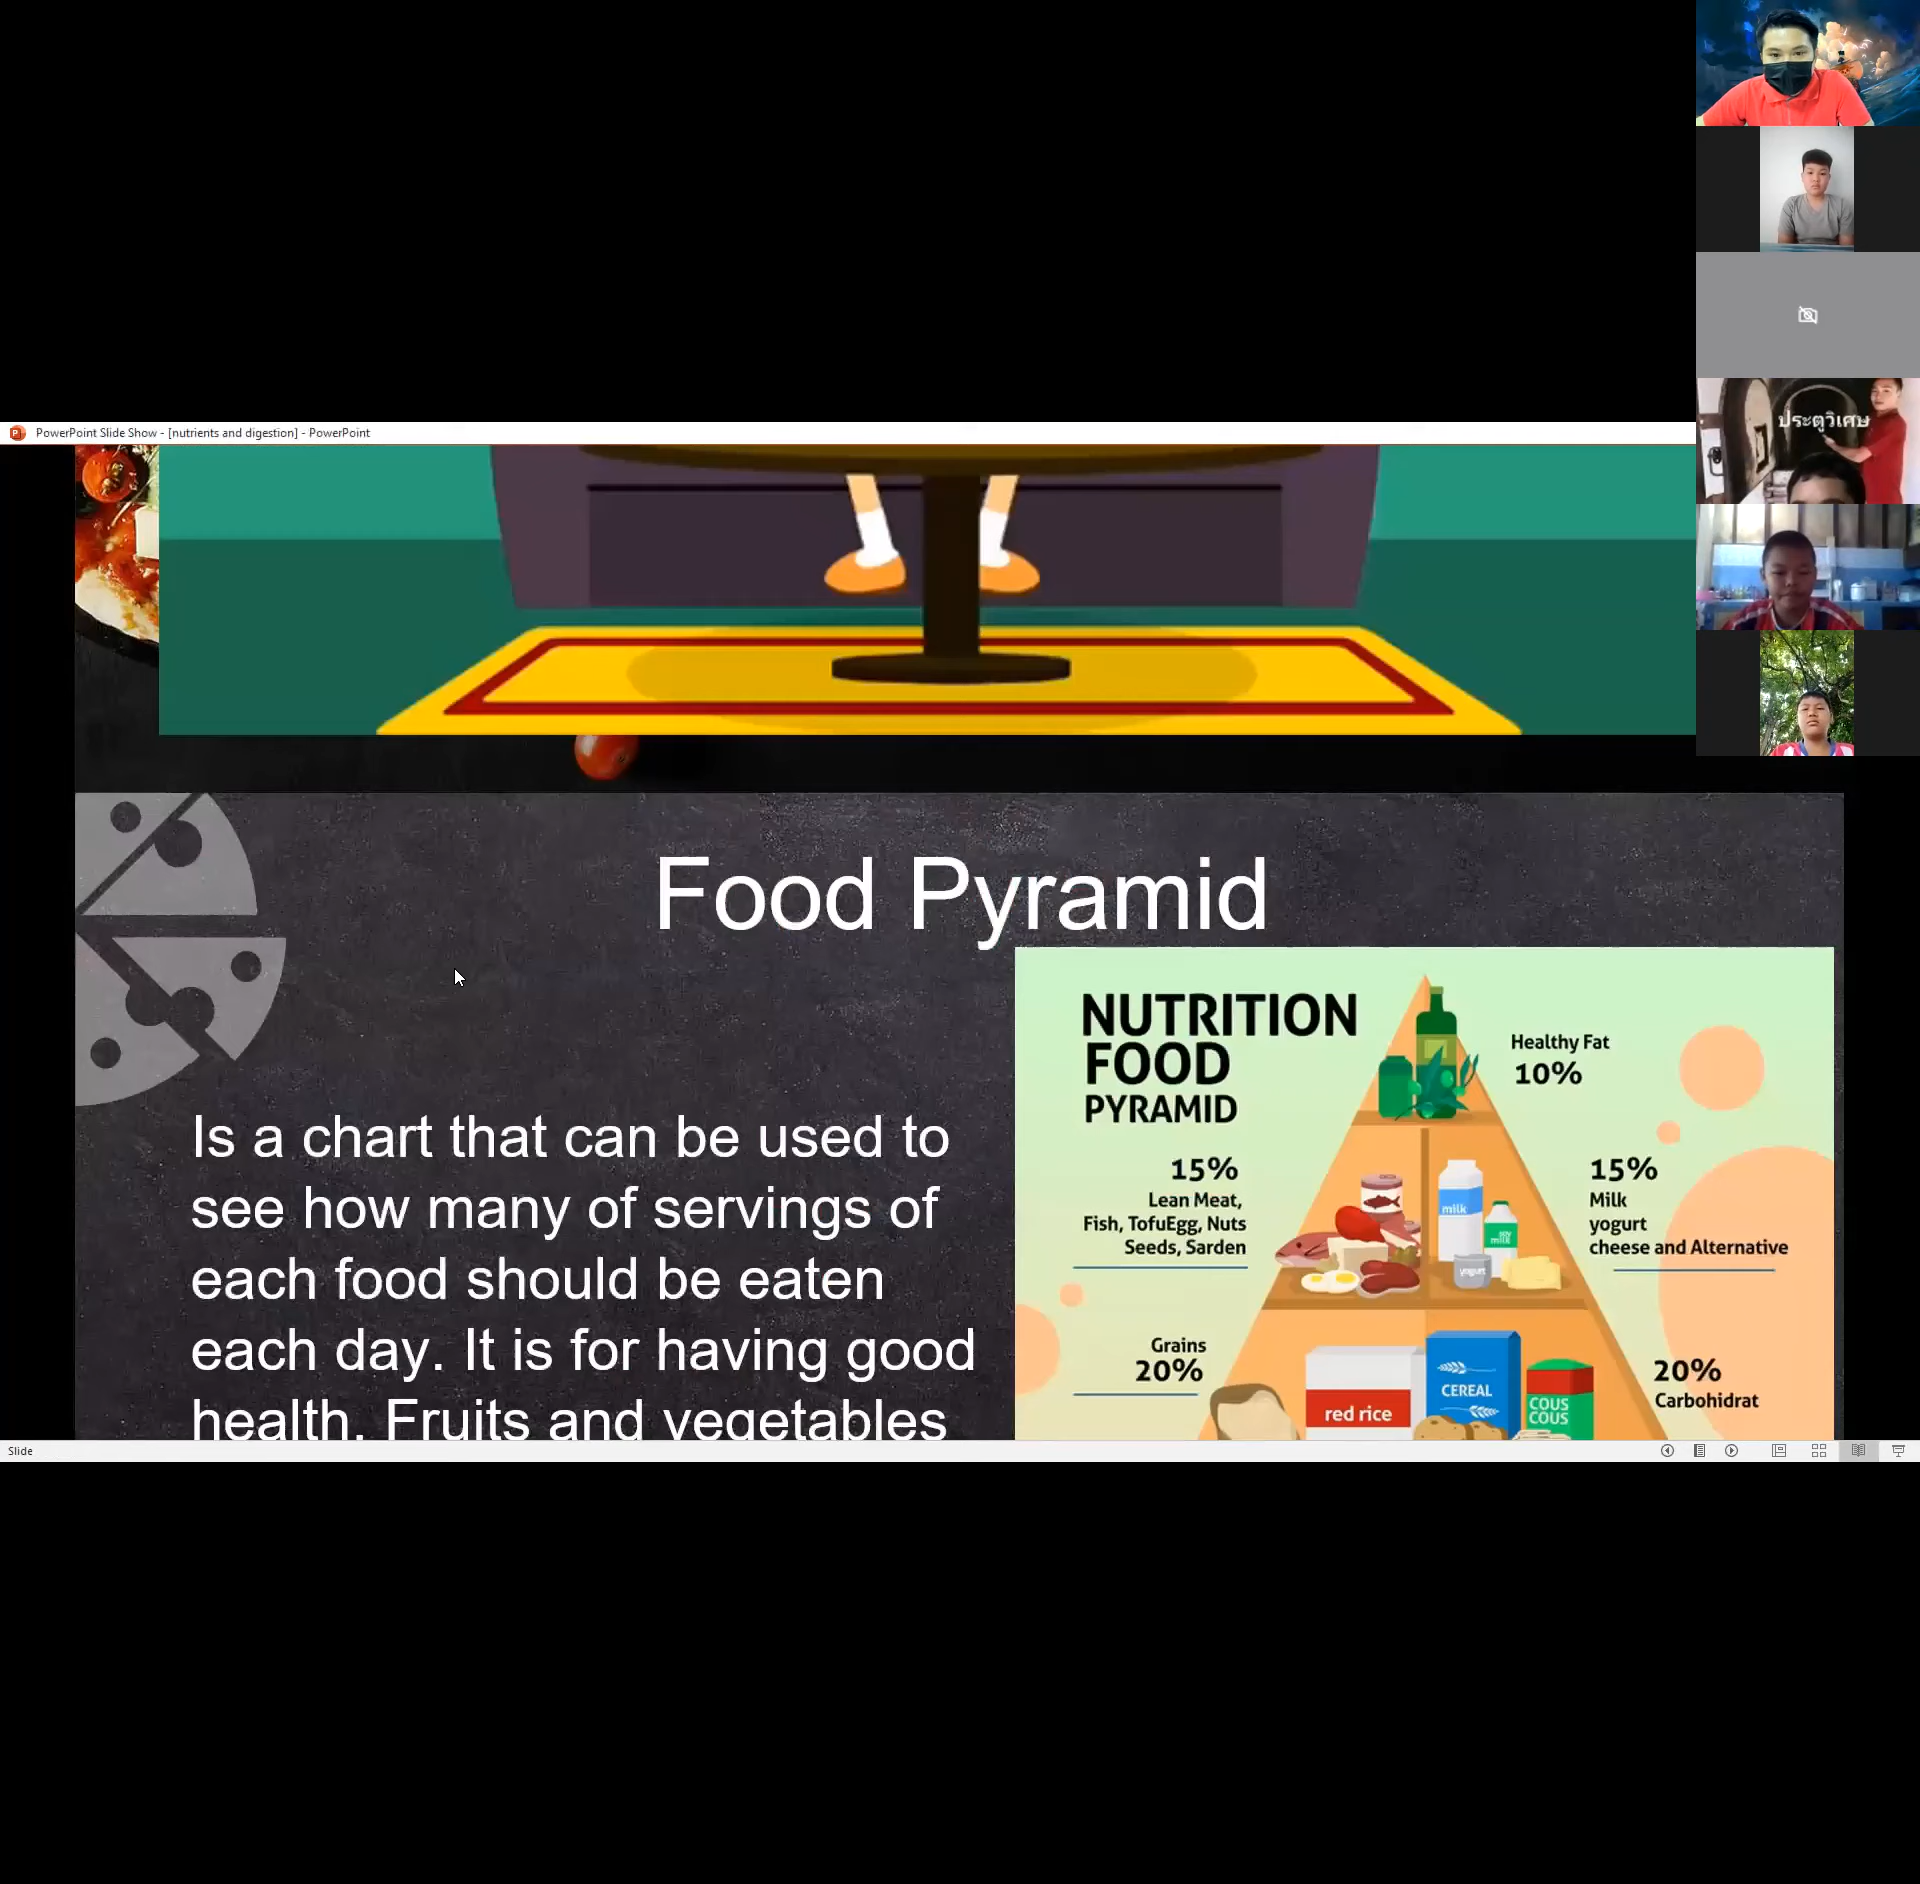 ประตูวิเศษ
PowerPoint Slide Show - [nutrients and digestion] - PowerPoint
Food Pyramid
Is a chart that can be used to
see how many of servings of
each food should be eaten
each day. It is for having good
health. Fruits and vegetables
NUTRITION
FOOD
PYRAMID
Healthy Fat
10%
15%
Lean Meat,
Fish, TofuEgg, Nuts
Seeds, Sarden
milk
soy
milk
yogurt
15%
Milk
yogurt
cheese and Alternative
Grains
20%
red rice
CEREAL
COUS
COUS
20%
Carbohidrat
Slide